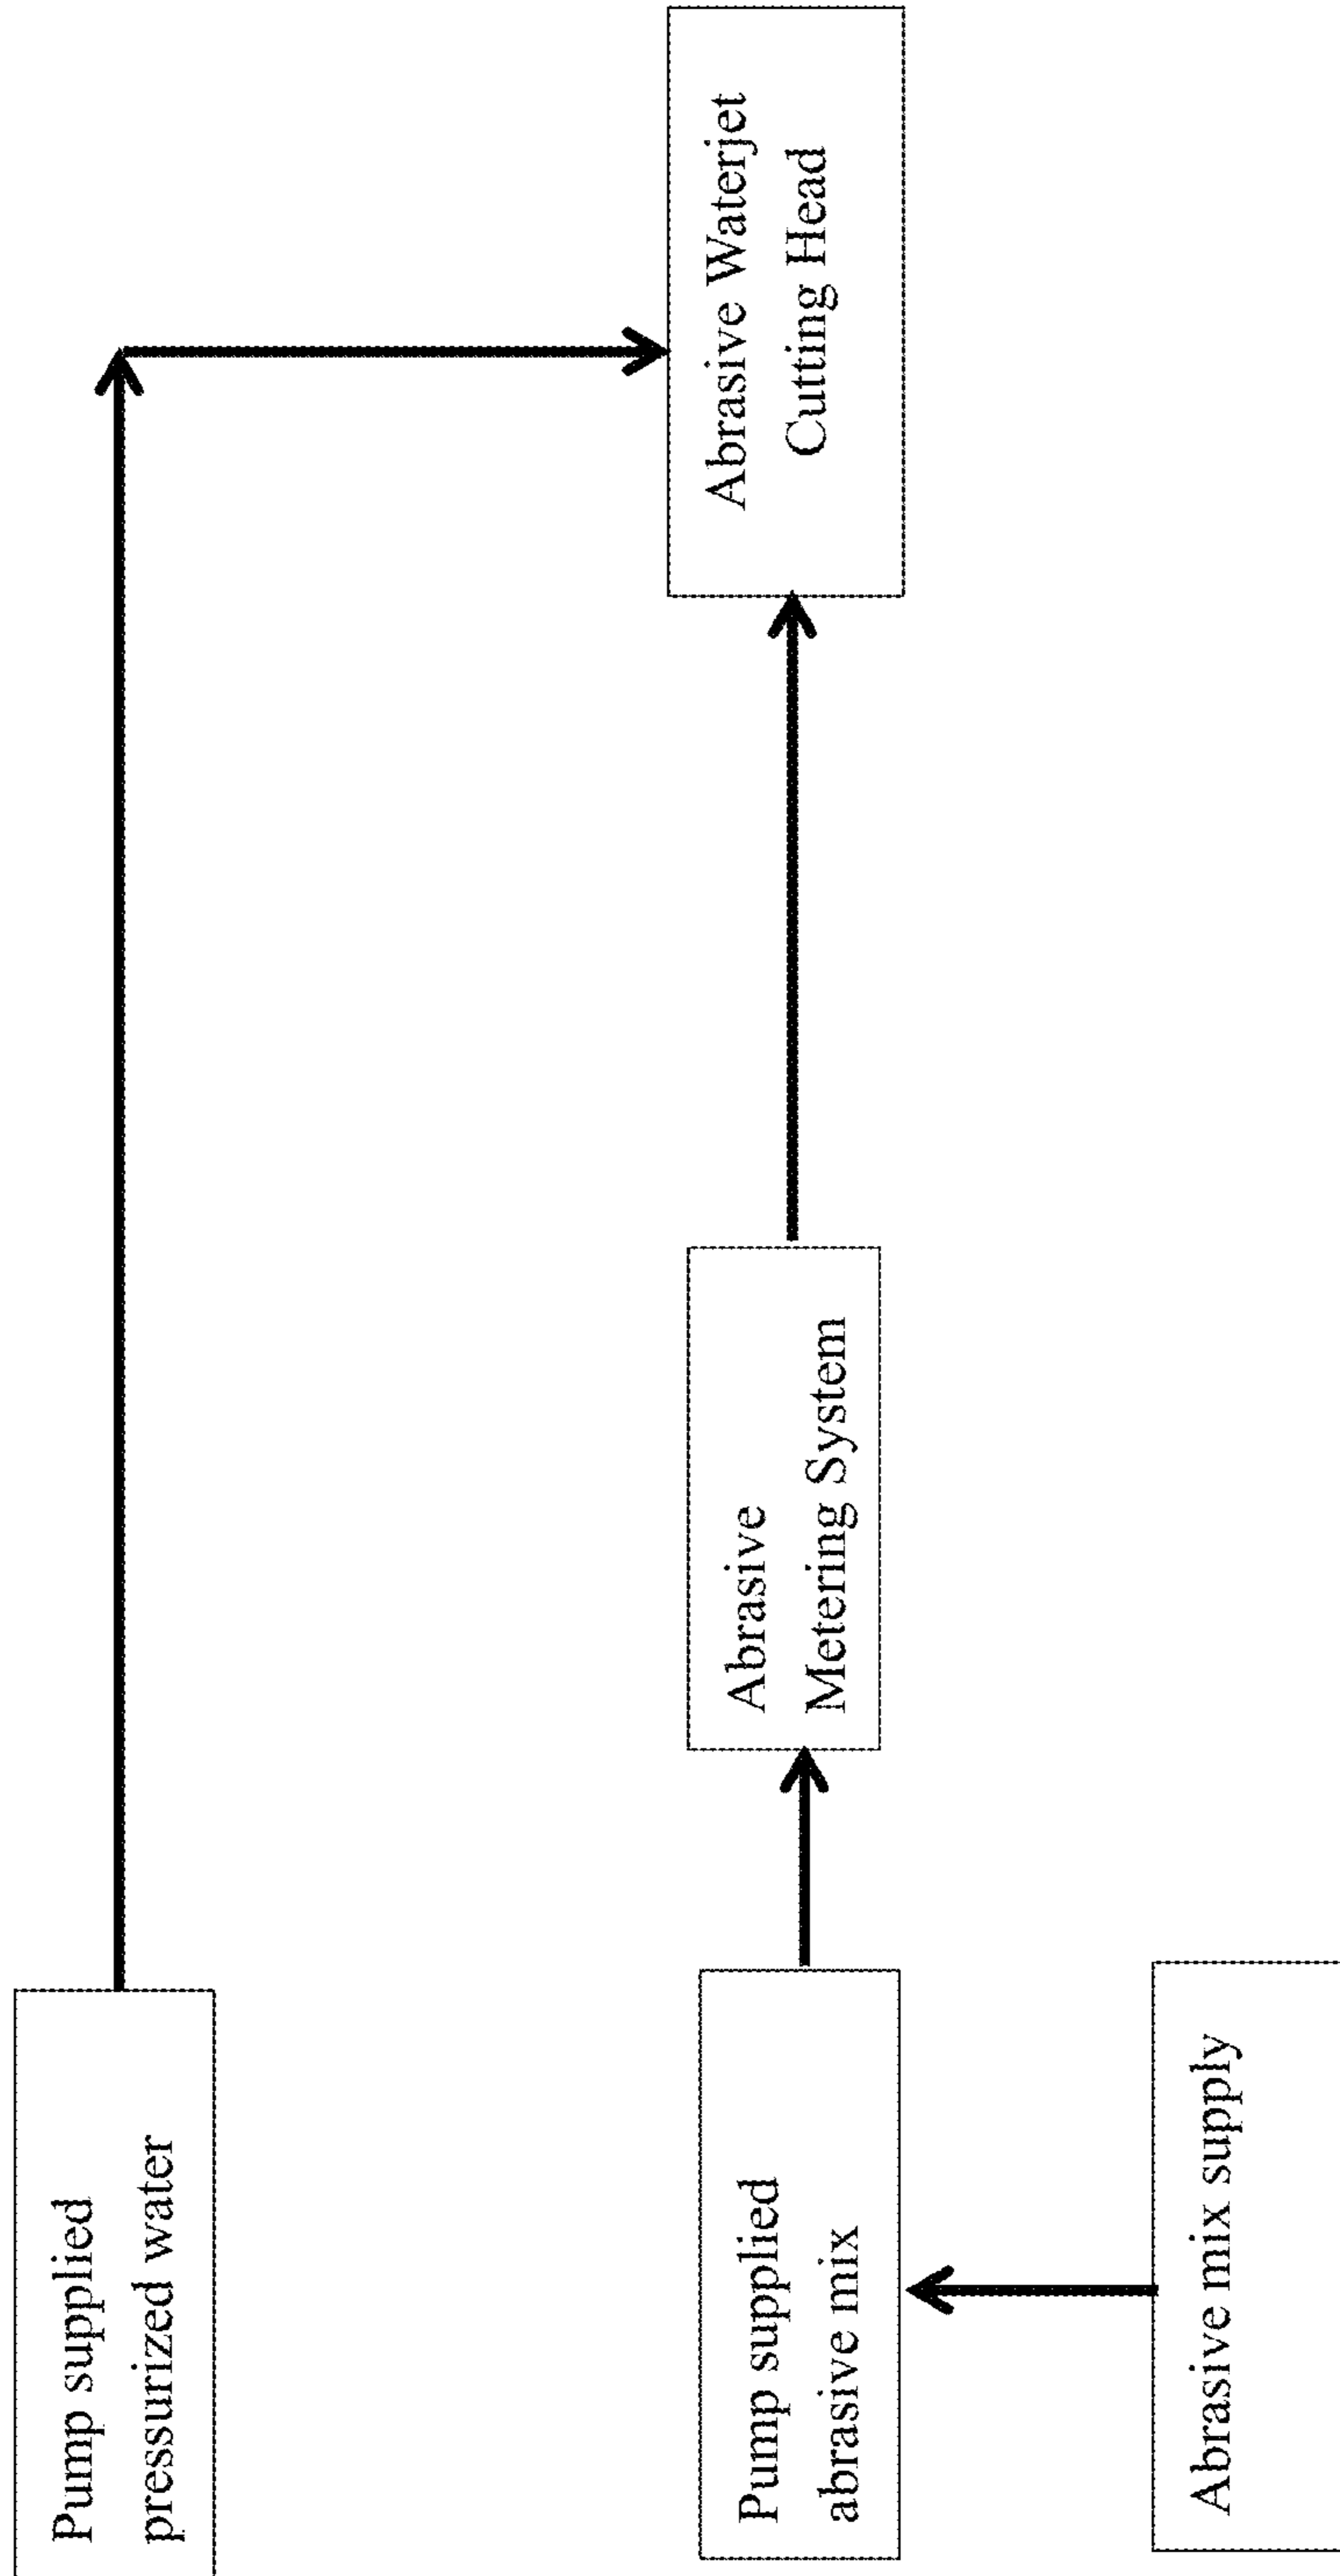 Pump supplied
pressurized water
Pump supplied
abrasive mix
Abrasive
Metering System
Abrasive Waterjet
Cutting Head
Abrasive mix supply